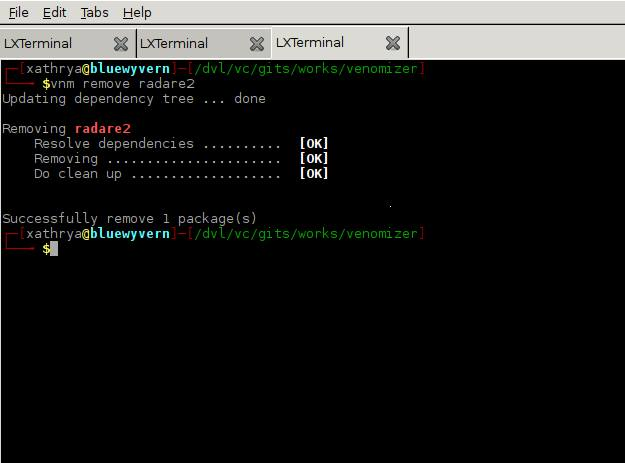 File Edit Tabs Help
LXTerminal LXTerminal LXTerminal
┌─[xathrya@bluewyvern]─[/dvl/vc/gits/works/venomizer]
└──╼ $vnm remove radare2
Updating dependency tree ... done
Removing radare2
Resolve dependencies .......... [OK]
Removing ...................... [OK]
Do clean up ................... [OK]
Successfully remove 1 package(s)
┌─[xathrya@bluewyvern]─[/dvl/vc/gits/works/venomizer]
└──╼ $